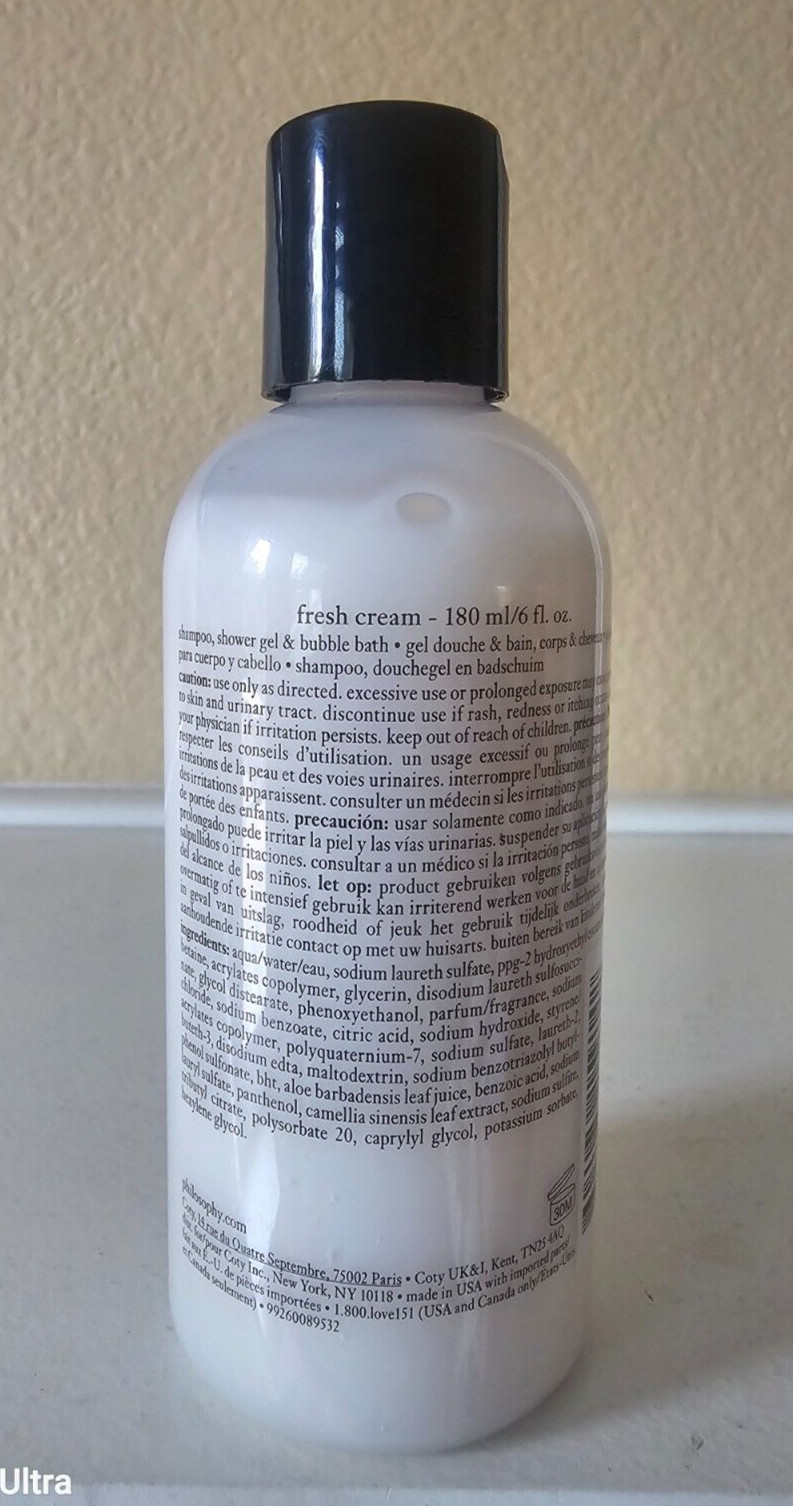 fresh cream - 180 ml/6 fl. oz.
shampoo, shower gel & bubble bath • gel douche & bain, corps &
para cuerpo y cabello • shampoo, douchegel en badschuim
caution: use only as directed. excessive use or prolonged exposure may
to skin and urinary tract. discontinue use if rash, redness or itching
your physician if irritation persists. keep out of reach of children.
respecter les conseils d'utilisation. un usage excessif ou prolongé
irritations de la peau et des voies urinaires. interrompre l'utilisation
des irritations apparaissent. consulter un médecin si les irritations
de portée des enfants. precaución: usar solamente como indicado.
prolongado puede irritar la piel y las vías urinarias. suspender su
salpullidos o irritaciones. consultar a un médico si la irritación
del alcance de los niños. let op: product gebruiken volgens
overmatig of te intensief gebruik kan irriterend werken voor de huid
in geval van uitslag, roodheid of jeuk het gebruik tijdelijk
aanhoudende irritatie contact op met uw huisarts. buiten bereik van
ingredients: aqua/water/eau, sodium laureth sulfate, ppg-2
betaine, acrylates copolymer, glycerin, disodium laureth sulfosucci-
nate, glycol distearate, phenoxyethanol, parfum/fragrance, sodium
chloride, sodium benzoate, citric acid, sodium hydroxide, styrene/
acrylates copolymer, polyquaternium-7, sodium sulfate, laureth-2,
buteth-3, disodium edta, maltodextrin, sodium benzotriazolyl butyl-
phenol sulfonate, bht, aloe barbadensis leaf juice, benzoic acid, sodium
lauryl sulfate, panthenol, camellia sinensis leaf extract, sodium sulfite,
tributyl citrate, polysorbate 20, caprylyl glycol, potassium sorbate,
hexylene glycol.
30M
philosophy.com
Coty, 14 rue du Quatre Septembre, 75002 Paris • Coty UK&I, Kent, TN25 4AQ
dist. for/pour Coty Inc., New York, NY 10118 • made in USA with imported parts/
fait aux É.-U. de pièces importées • 1.800.love151 (USA and Canada only/États-Unis
et Canada seulement) • 99260089532
Ultra